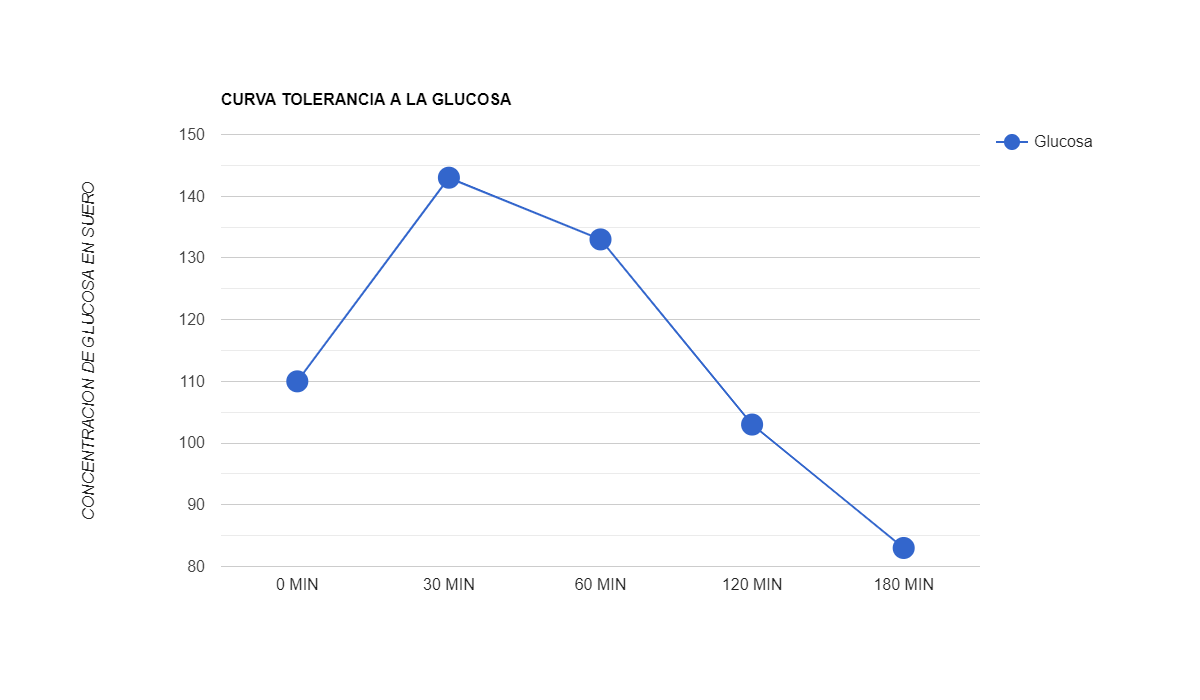 CURVA TOLERANCIA A LA GLUCOSA
Glucosa
CONCENTRACION DE GLUCOSA EN SUERO
150
140
130
120
110
100
90
80
0 MIN
30 MIN
60 MIN
120 MIN
180 MIN